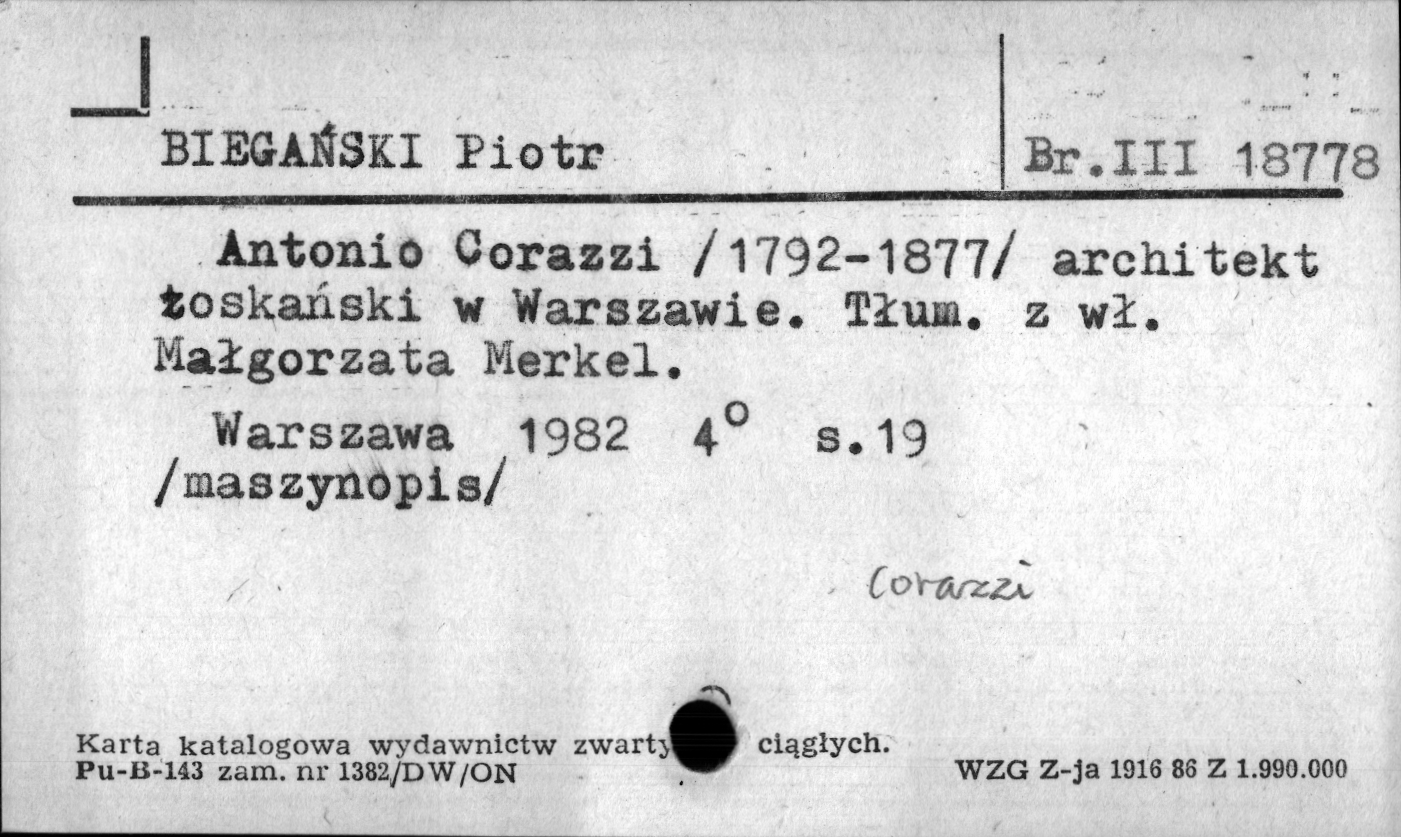 BIEGAŃSKI Piotr
Br.III 18778
Antonio Corazzi /1792-1877/ architekt
toskański w Warszawie. Tłum. z wł.
Małgorzata Merkel.
Warszawa 1982 4° s.19
/maszynopis/
Corazzi
Karta katalogowa wydawnictw ciągłych.
Pu-B-143 zam. nr 1382/DW/ON
WZG Z-ja 1916 86 Z 1.990.000